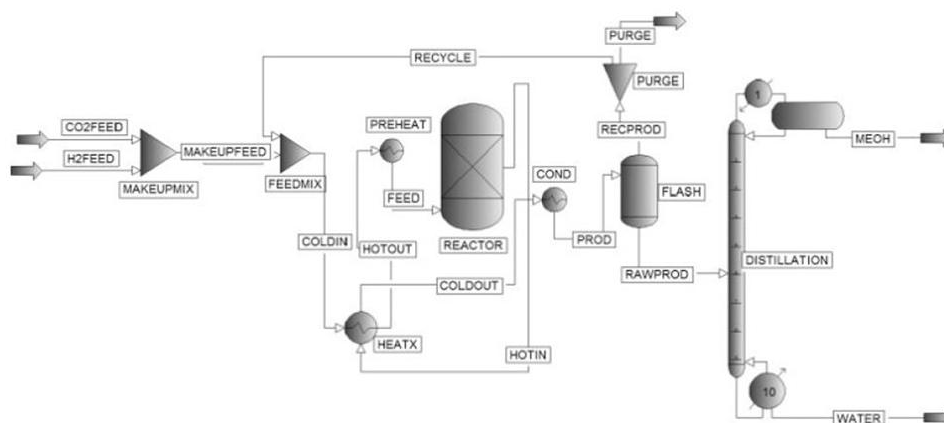 PURGE
RECYCLE
PURGE
CO2FEED
H2FEED
MAKEUPMIX
MAKEUPFEED
FEEDMIX
PREHEAT
FEED
REACTOR
COND
RECPROD
FLASH
PROD
RAWPROD
1
MEOH
DISTILLATION
COLDIN
HOTOUT
COLDOUT
HEATX
HOTIN
10
WATER